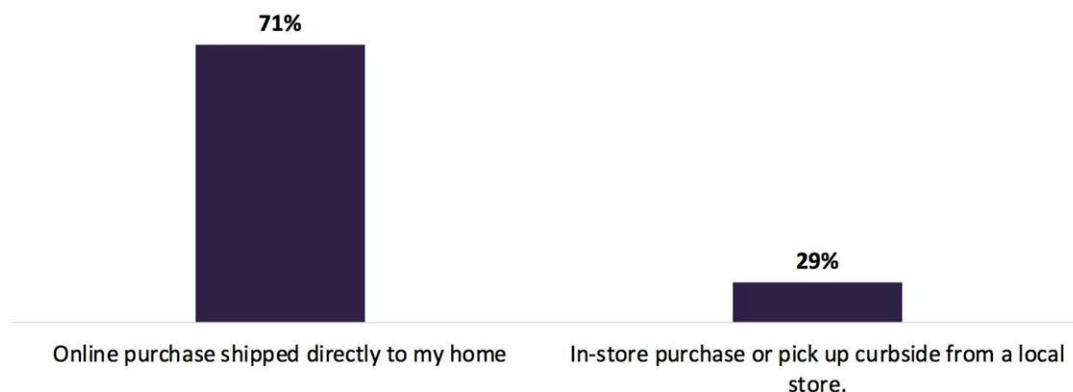 71%
29%
Online purchase shipped directly to my home
In-store purchase or pick up curbside from a local
store.